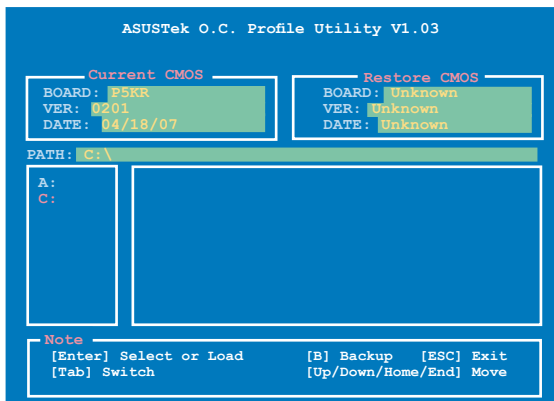 ASUSTek O.C. Profile Utility V1.03
Current CMOS
BOARD: P5KR
VER: 0201
DATE: 04/18/07
Restore CMOS
BOARD: Unknown
VER: Unknown
DATE: Unknown
PATH: C:\
A:
C:
Note
[Enter] Select or Load
[B] Backup [ESC] Exit
[Tab] Switch
[Up/Down/Home/End] Move